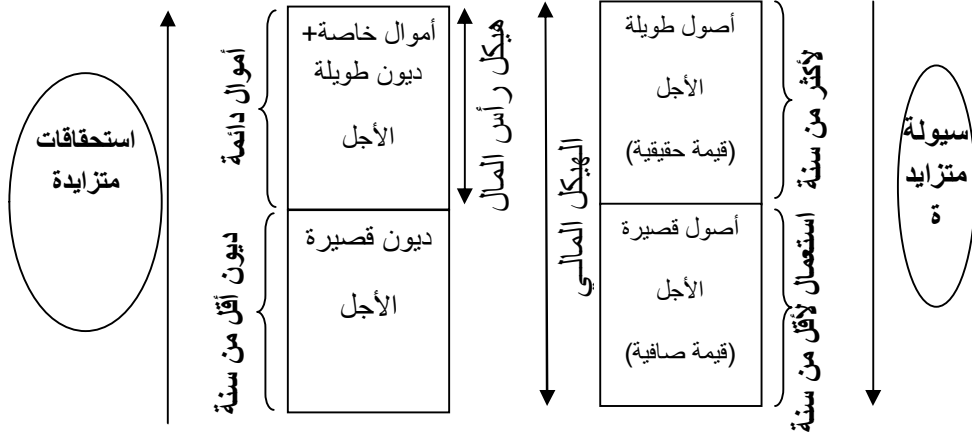 اسيولة
متزايد
ة
لأكثر من سنة
أصول طويلة
الأجل
(قيمة حقيقية)
استعمال لأقل من سنة
أصول قصيرة
الأجل
(قيمة صافية)
الهيكل المالي
هيكل رأس المال
أموال خاصة+
ديون طويلة
الأجل
أموال دائمة
ديون قصيرة
الأجل
ديون أقل من سنة
استحقاقات
متزايدة